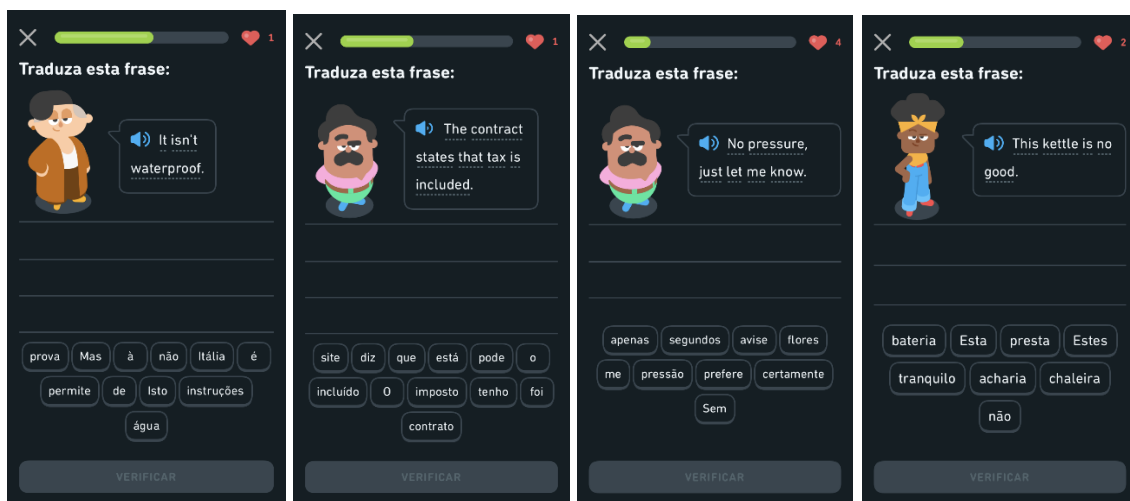 1
Traduza esta frase:
It isn't
waterproof.
prova Mas à não Itália é
permite de Isto instruções
água
VERIFICAR
1
Traduza esta frase:
The contract
states that tax is
included.
site diz que está pode o
incluído O imposto tenho foi
contrato
VERIFICAR
4
Traduza esta frase:
No pressure,
just let me know.
apenas segundos avise flores
me pressão prefere certamente
Sem
VERIFICAR
2
Traduza esta frase:
This kettle is no
good.
bateria Esta presta Estes
tranquilo acharia chaleira
não
VERIFICAR